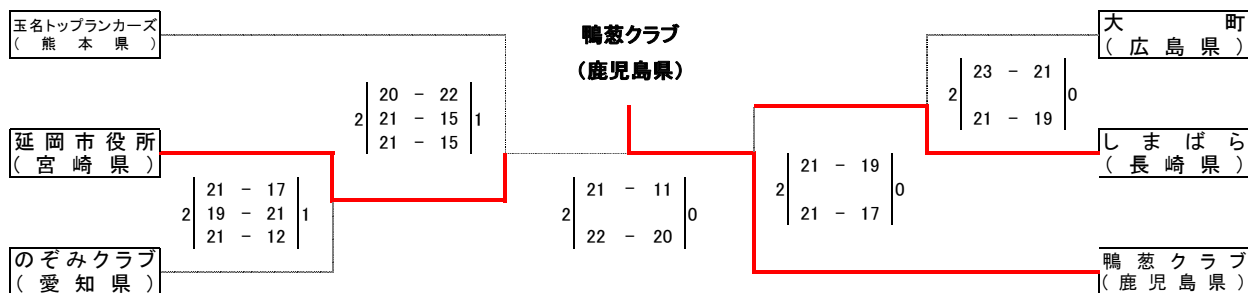 玉名トップランカーズ
( 熊 本 県 )
延 岡 市 役 所
( 宮 崎 県 )
のぞみクラブ
( 愛 知 県 )
20 - 22
2 21 - 15 1
21 - 15
21 - 17
2 19 - 21 1
21 - 12
鴨葱クラブ
(鹿児島県)
21 - 11
2 0
22 - 20
23 - 21
2 0
21 - 19
21 - 19
2 0
21 - 17
大 町
( 広 島 県 )
し ま ば ら
( 長 崎 県 )
鴨 葱 ク ラ ブ
( 鹿 児 島 県 )